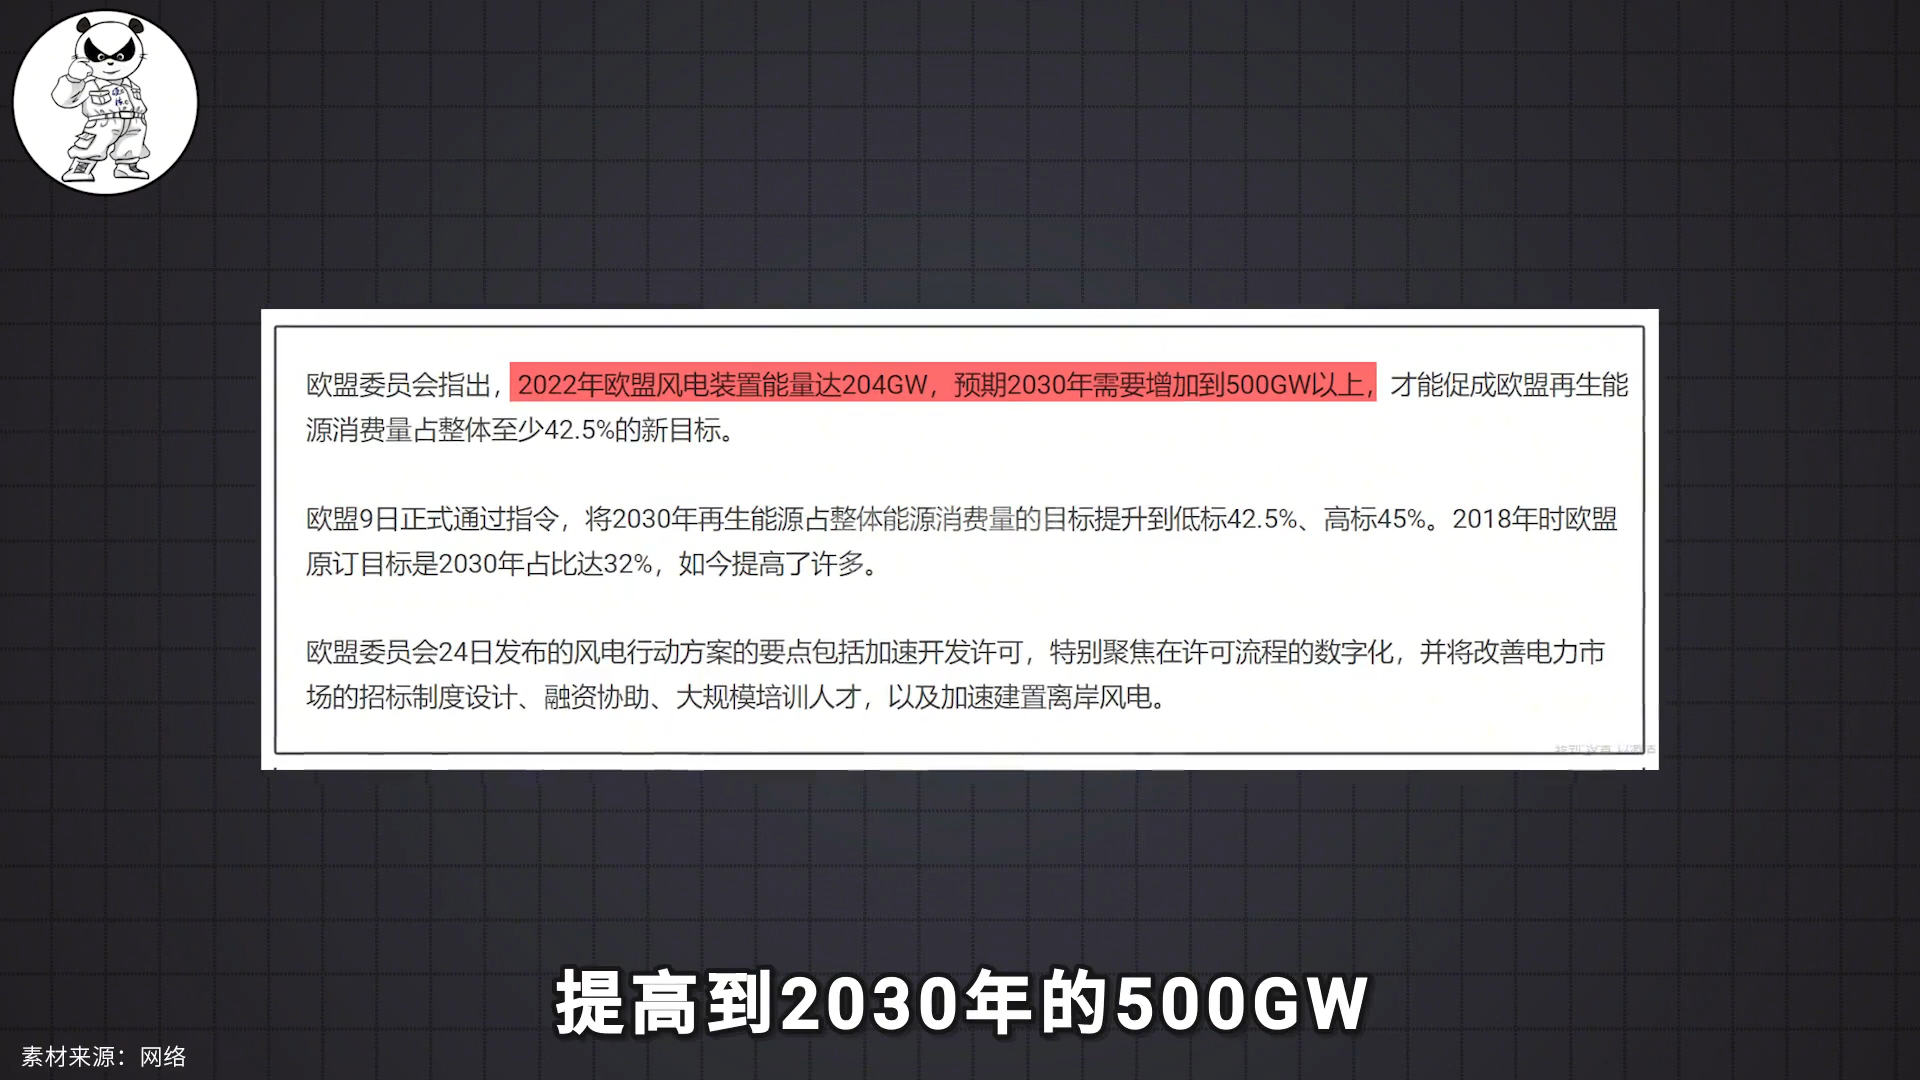 欧盟委员会指出，2022年欧盟风电装置能量达204GW，预期2030年需要增加到500GW以上，才能促成欧盟再生能
源消费量占整体至少42.5%的新目标。
欧盟9日正式通过指令，将2030年再生能源占整体能源消费量的目标提升到低标42.5%、高标45%。2018年时欧盟
原订目标是2030年占比达32%，如今提高了许多。
欧盟委员会24日发布的风电行动方案的要点包括加速开发许可，特别聚焦在许可流程的数字化，并将改善电力市
场的招标制度设计、融资协助、大规模培训人才，以及加速建置离岸风电。
提高到2030年的500GW
素材来源：网络